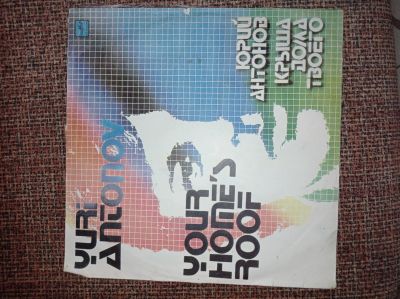 ЮРИЙ
АНТОНОВ
КРЫША
ДОМА
ТВОЕГО
YURI
ANTONOV
YOUR
HOME'S
ROOF